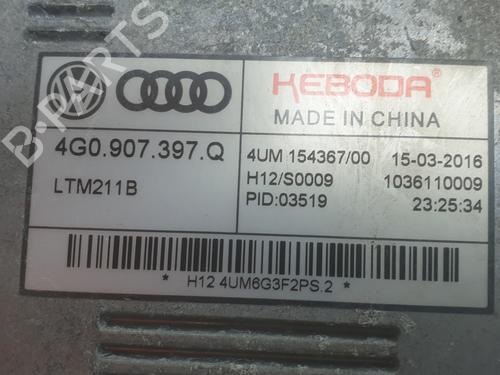 B-PARTS
KEBODA
MADE IN CHINA
4G0.907.397.Q
LTM211B
4UM 154367/00 15-03-2016
H12/S0009 1036110009
PID:03519 23:25:34
* H12 4UM6G3F2PS.2 *